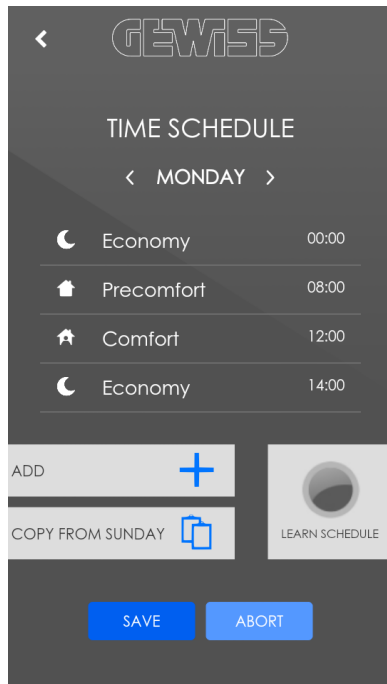 GEWISS
TIME SCHEDULE
MONDAY
Economy 00:00
Precomfort 08:00
Comfort 12:00
Economy 14:00
ADD
COPY FROM SUNDAY
LEARN SCHEDULE
SAVE ABORT